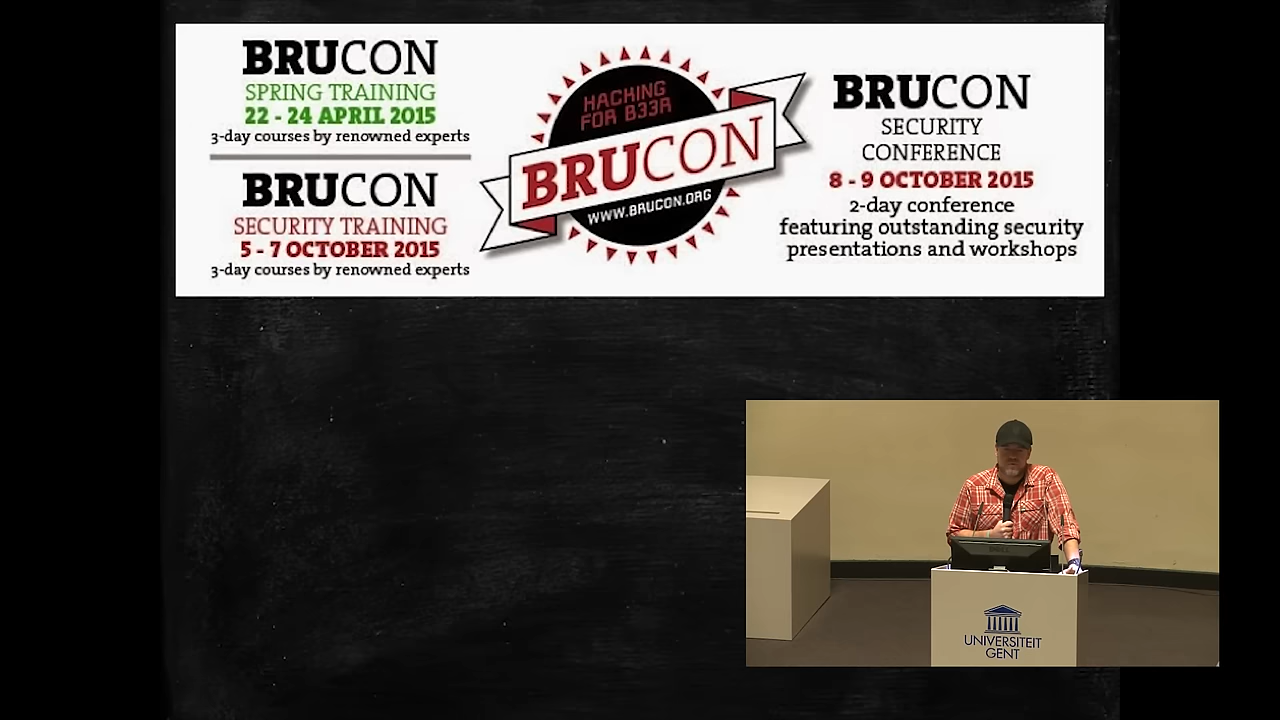 BRUCON
SPRING TRAINING
22 - 24 APRIL 2015
3-day courses by renowned experts
BRUCON
SECURITY TRAINING
5 - 7 OCTOBER 2015
3-day courses by renowned experts
HACKING
FOR B33R
BRUCON
WWW.BRUCON.ORG
BRUCON
SECURITY
CONFERENCE
8 - 9 OCTOBER 2015
2-day conference
featuring outstanding security
presentations and workshops
UNIVERSITEIT
GENT